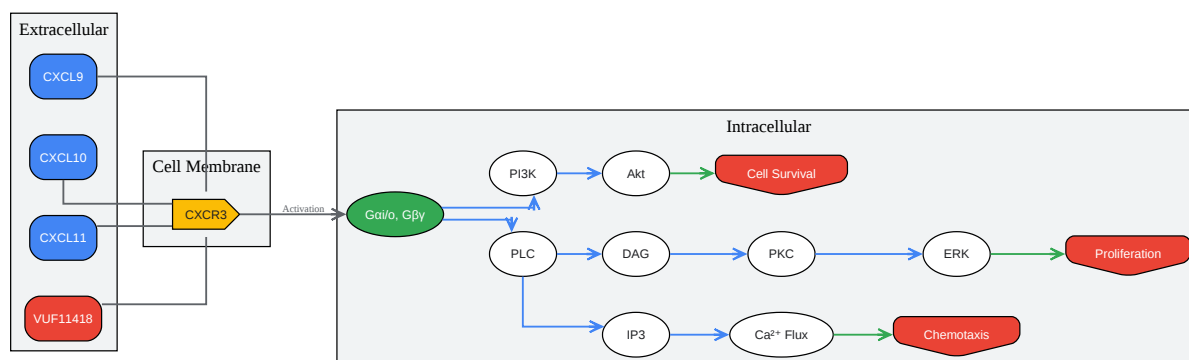 Extracellular
CXCL9
CXCL10
CXCL11
VUF11418
Cell Membrane
CXCR3
Activation
Intracellular
Gαi/o, Gβγ
PI3K
Akt
Cell Survival
PLC
DAG
PKC
ERK
Proliferation
IP3
Ca²⁺ Flux
Chemotaxis